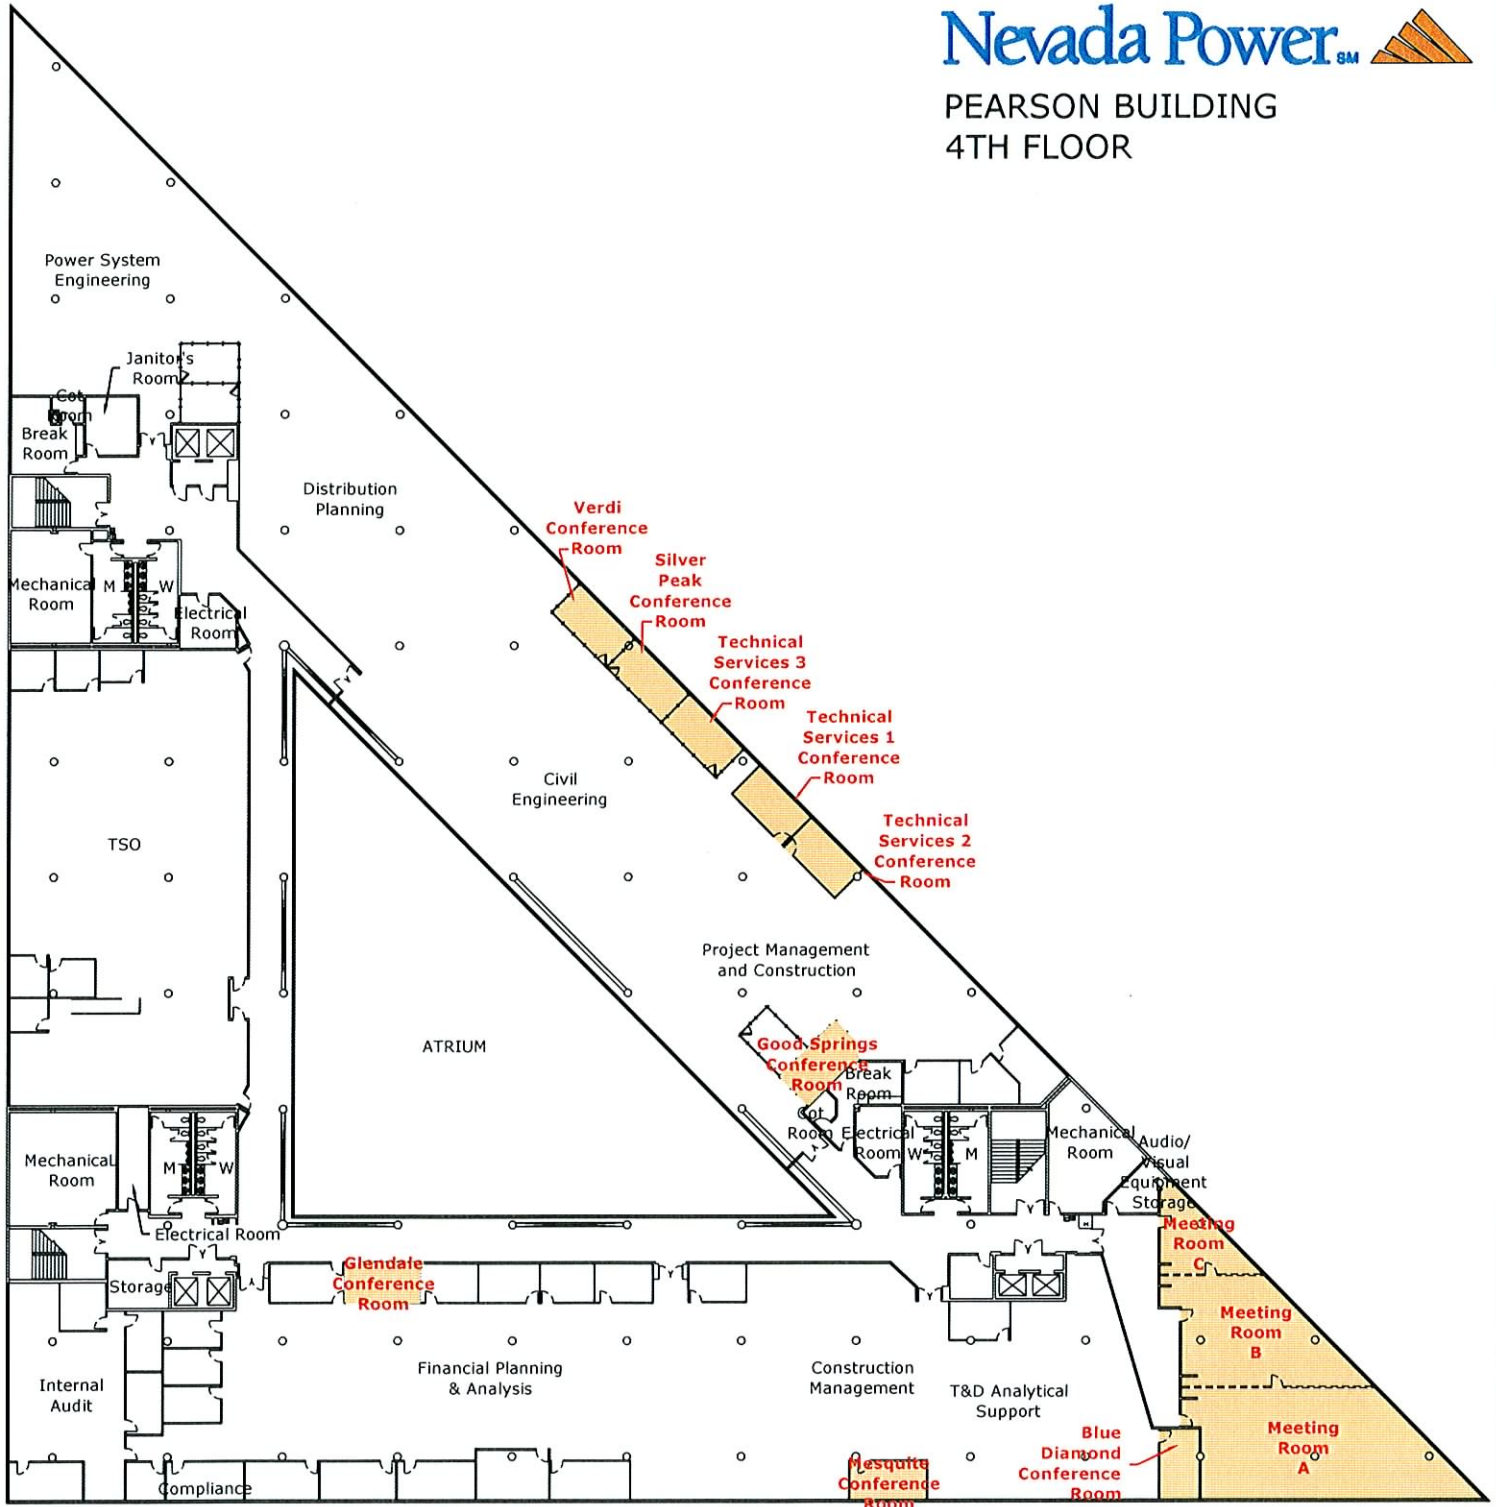 Nevada Power SM
PEARSON BUILDING
4TH FLOOR
Power System
Engineering
Janitor's
Room
Cot
Room
Break
Room
Distribution
Planning
Verdi
Conference
Room
Silver
Peak
Conference
Room
Mechanical
Room
M
W
Electrical
Room
Technical
Services 3
Conference
Room
Technical
Services 1
Conference
Room
Civil
Engineering
TSO
Technical
Services 2
Conference
Room
Project Management
and Construction
ATRIUM
Good Springs
Conference
Room
Break
Room
Cot
Room
Electrical
Room
W
M
Mechanical
Room
Audio/
Visual
Equipment
Storage
Mechanical
Room
M
W
Electrical Room
Meeting
Room
C
Storage
Glendale
Conference
Room
Meeting
Room
B
Internal
Audit
Financial Planning
& Analysis
Construction
Management
T&D Analytical
Support
Meeting
Room
A
Blue
Diamond
Conference
Room
Compliance
Mesquite
Conference
Room